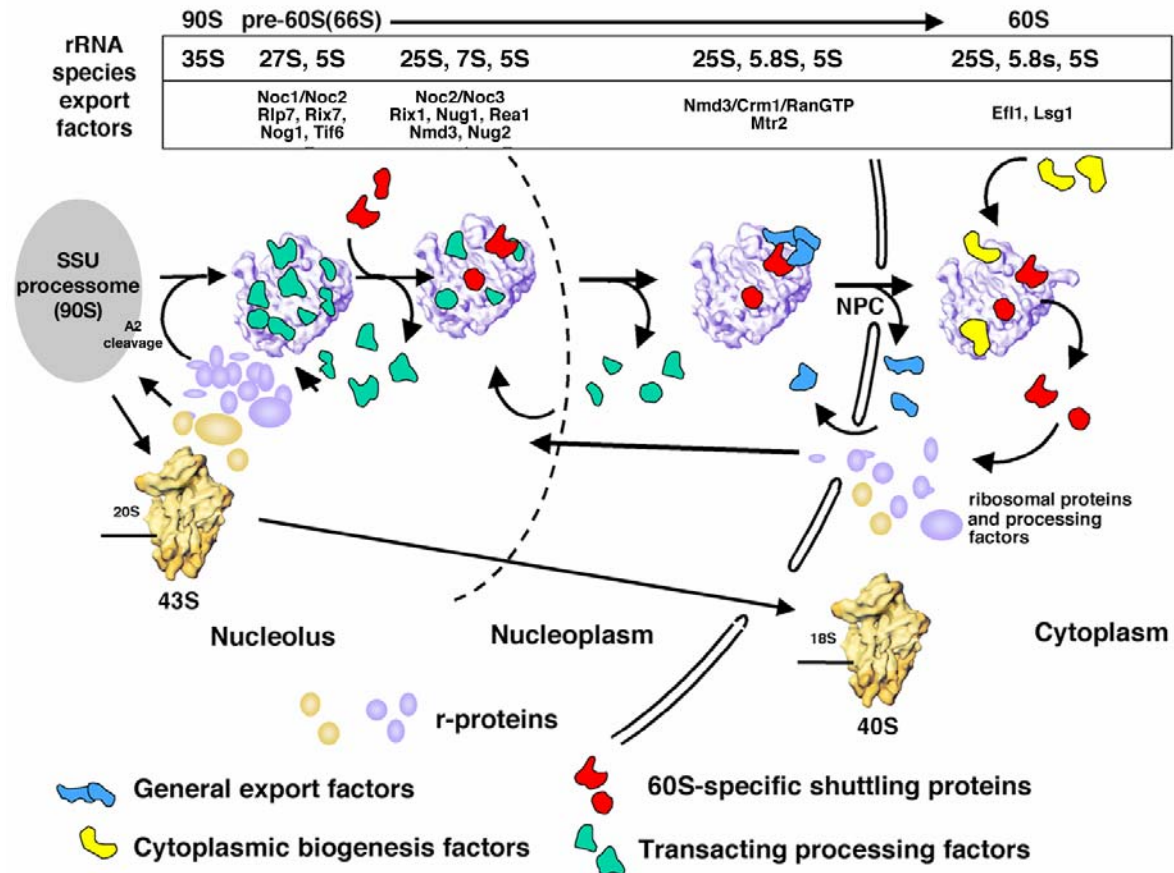 90S pre-60S(66S) 60S
rRNA
species
export
factors
35S 27S, 5S 25S, 7S, 5S 25S, 5.8S, 5S 25S, 5.8s, 5S
Noc1/Noc2
Rlp7, Rix7,
Nog1, Tif6
Noc2/Noc3
Rix1, Nug1, Rea1
Nmd3, Nug2
Nmd3/Crm1/RanGTP
Mtr2
Efl1, Lsg1
SSU
processome
(90S)
A2
cleavage
NPC
20S
43S
ribosomal proteins
and processing
factors
18S
40S
Nucleolus
Nucleoplasm
Cytoplasm
r-proteins
General export factors
60S-specific shuttling proteins
Cytoplasmic biogenesis factors
Transacting processing factors